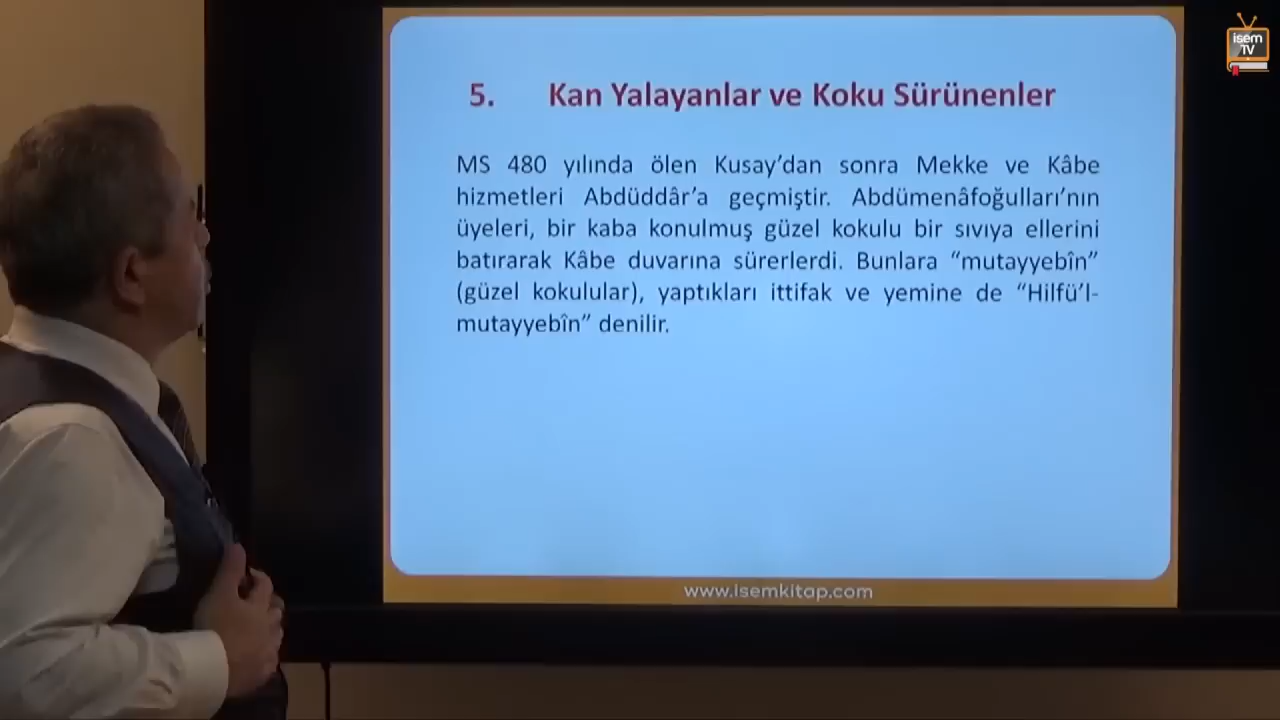 isem
TV
5. Kan Yalayanlar ve Koku Sürünenler
MS 480 yılında ölen Kusay’dan sonra Mekke ve Kâbe
hizmetleri Abdüddâr’a geçmiştir. Abdümenâfoğulları’nın
üyeleri, bir kaba konulmuş güzel kokulu bir sıvıya ellerini
batırarak Kâbe duvarına sürerlerdi. Bunlara “mutayyebîn”
(güzel kokulular), yaptıkları ittifak ve yemine de “Hilfü’l-
mutayyebîn” denilir.
www.isemkitap.com